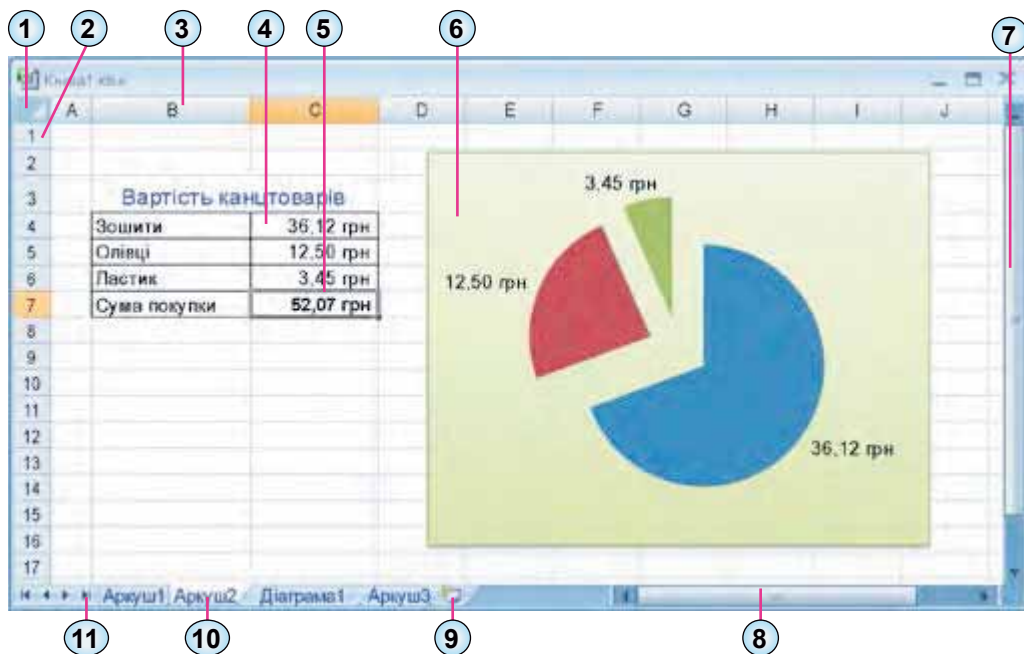 1 2 3 4 5 6 7
A B C D E F G H I J
1
2
3 Вартість канцтоварів
4 Зошити 36,12 грн
5 Олівці 12,50 грн
6 Ластик 3,45 грн
7 Сума покупки 52,07 грн
8
9
10
11
12
13
14
15
16
17
3,45 грн
12,50 грн
36,12 грн
Аркуш1 Аркуш2 Діаграма1 Аркуш3
11 10 9 8